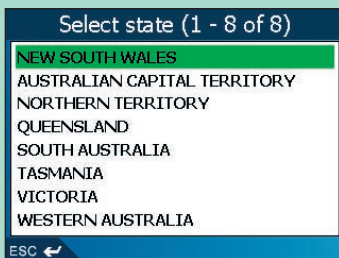 Select state (1 - 8 of 8)
NEW SOUTH WALES
AUSTRALIAN CAPITAL TERRITORY
NORTHERN TERRITORY
QUEENSLAND
SOUTH AUSTRALIA
TASMANIA
VICTORIA
WESTERN AUSTRALIA
ESC